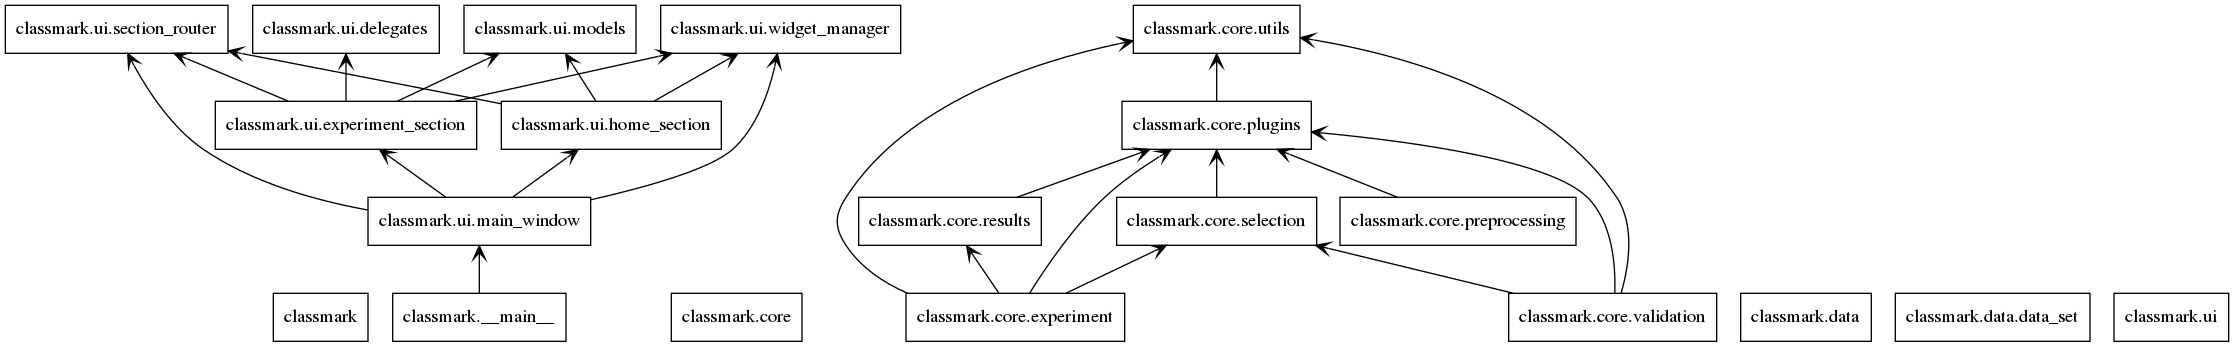 classmark.ui.section_router
classmark.ui.delegates
classmark.ui.models
classmark.ui.widget_manager
classmark.core.utils
classmark.ui.experiment_section
classmark.ui.home_section
classmark.core.plugins
classmark.ui.main_window
classmark.core.results
classmark.core.selection
classmark.core.preprocessing
classmark
classmark.__main__
classmark.core
classmark.core.experiment
classmark.core.validation
classmark.data
classmark.data.data_set
classmark.ui